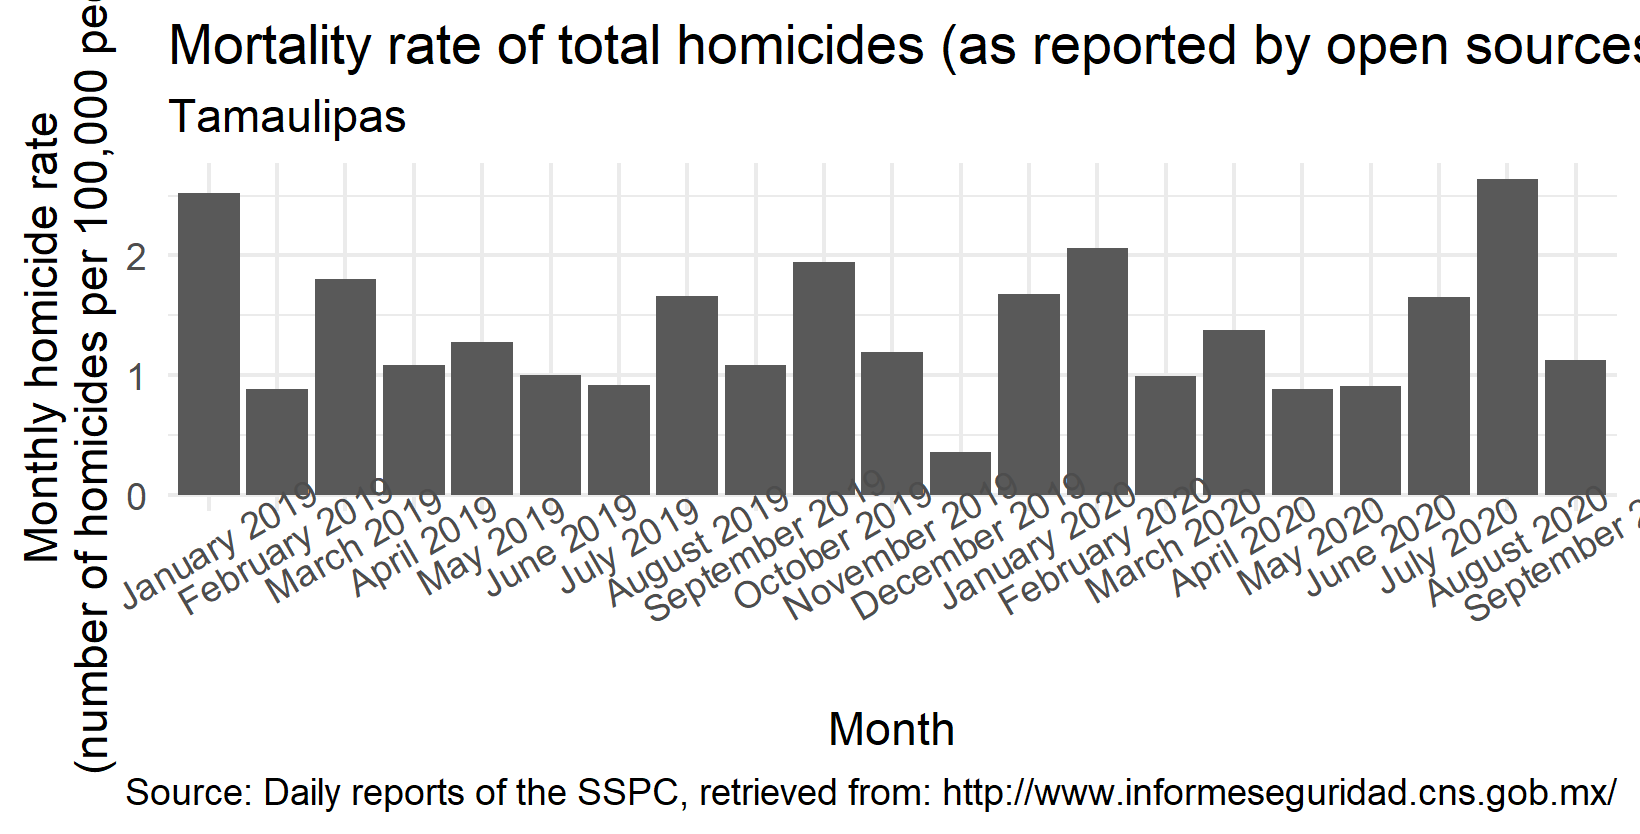 Mortality rate of total homicides (as reported by open sources
Tamaulipas
Monthly homicide rate
(number of homicides per 100,000
2
1
0
January 2019
February 2019
March 2019
April 2019
May 2019
June 2019
July 2019
August 2019
September 2019
October 2019
November 2019
December 2019
January 2020
February 2020
March 2020
April 2020
May 2020
June 2020
July 2020
August 2020
September
Month
Source: Daily reports of the SSPC, retrieved from: http://www.informeseguridad.cns.gob.mx/